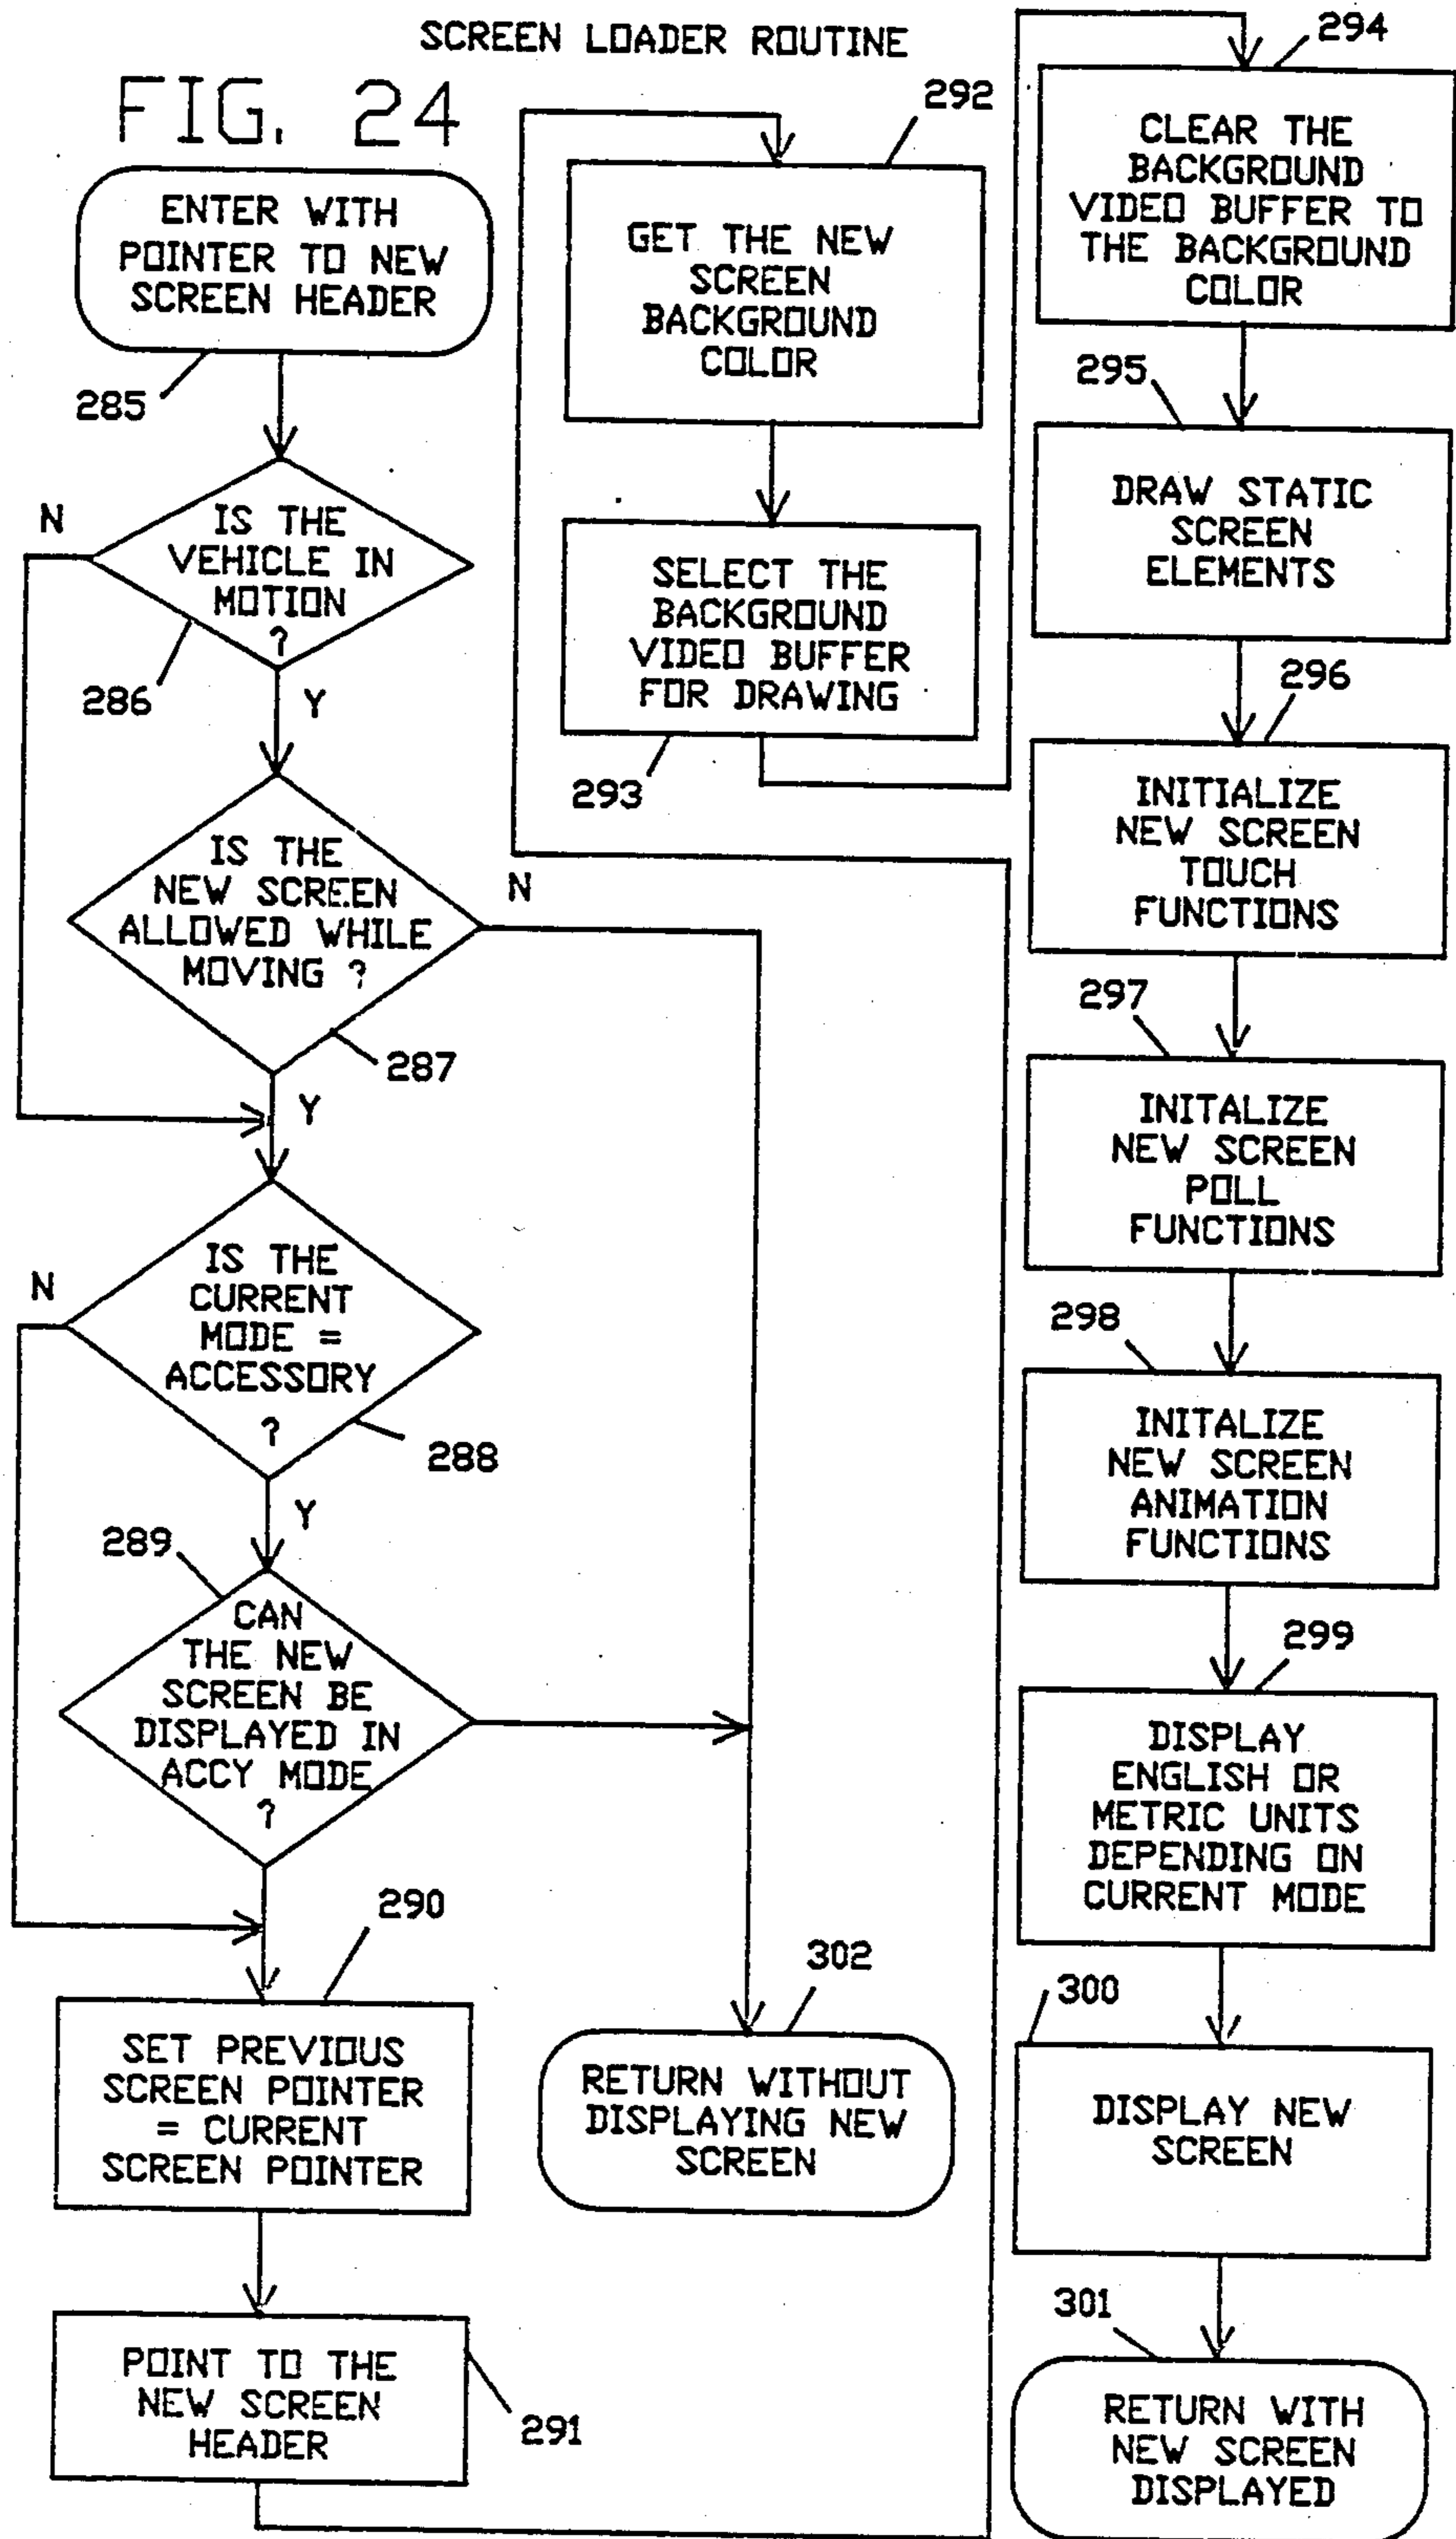 SCREEN LOADER ROUTINE
FIG. 24
ENTER WITH
POINTER TO NEW
SCREEN HEADER
285
IS THE
VEHICLE IN
MOTION
?
N
286
Y
IS THE
NEW SCREEN
ALLOWED WHILE
MOVING ?
N
287
Y
IS THE
CURRENT
MODE =
ACCESSORY
?
N
288
Y
289
CAN
THE NEW
SCREEN BE
DISPLAYED IN
ACCY MODE
?
290
SET PREVIOUS
SCREEN POINTER
= CURRENT
SCREEN POINTER
POINT TO THE
NEW SCREEN
HEADER
291
292
GET THE NEW
SCREEN
BACKGROUND
COLOR
SELECT THE
BACKGROUND
VIDEO BUFFER
FOR DRAWING
293
302
RETURN WITHOUT
DISPLAYING NEW
SCREEN
294
CLEAR THE
BACKGROUND
VIDEO BUFFER TO
THE BACKGROUND
COLOR
295
DRAW STATIC
SCREEN
ELEMENTS
296
INITIALIZE
NEW SCREEN
TOUCH
FUNCTIONS
297
INITALIZE
NEW SCREEN
POLL
FUNCTIONS
298
INITALIZE
NEW SCREEN
ANIMATION
FUNCTIONS
299
DISPLAY
ENGLISH OR
METRIC UNITS
DEPENDING ON
CURRENT MODE
300
DISPLAY NEW
SCREEN
301
RETURN WITH
NEW SCREEN
DISPLAYED